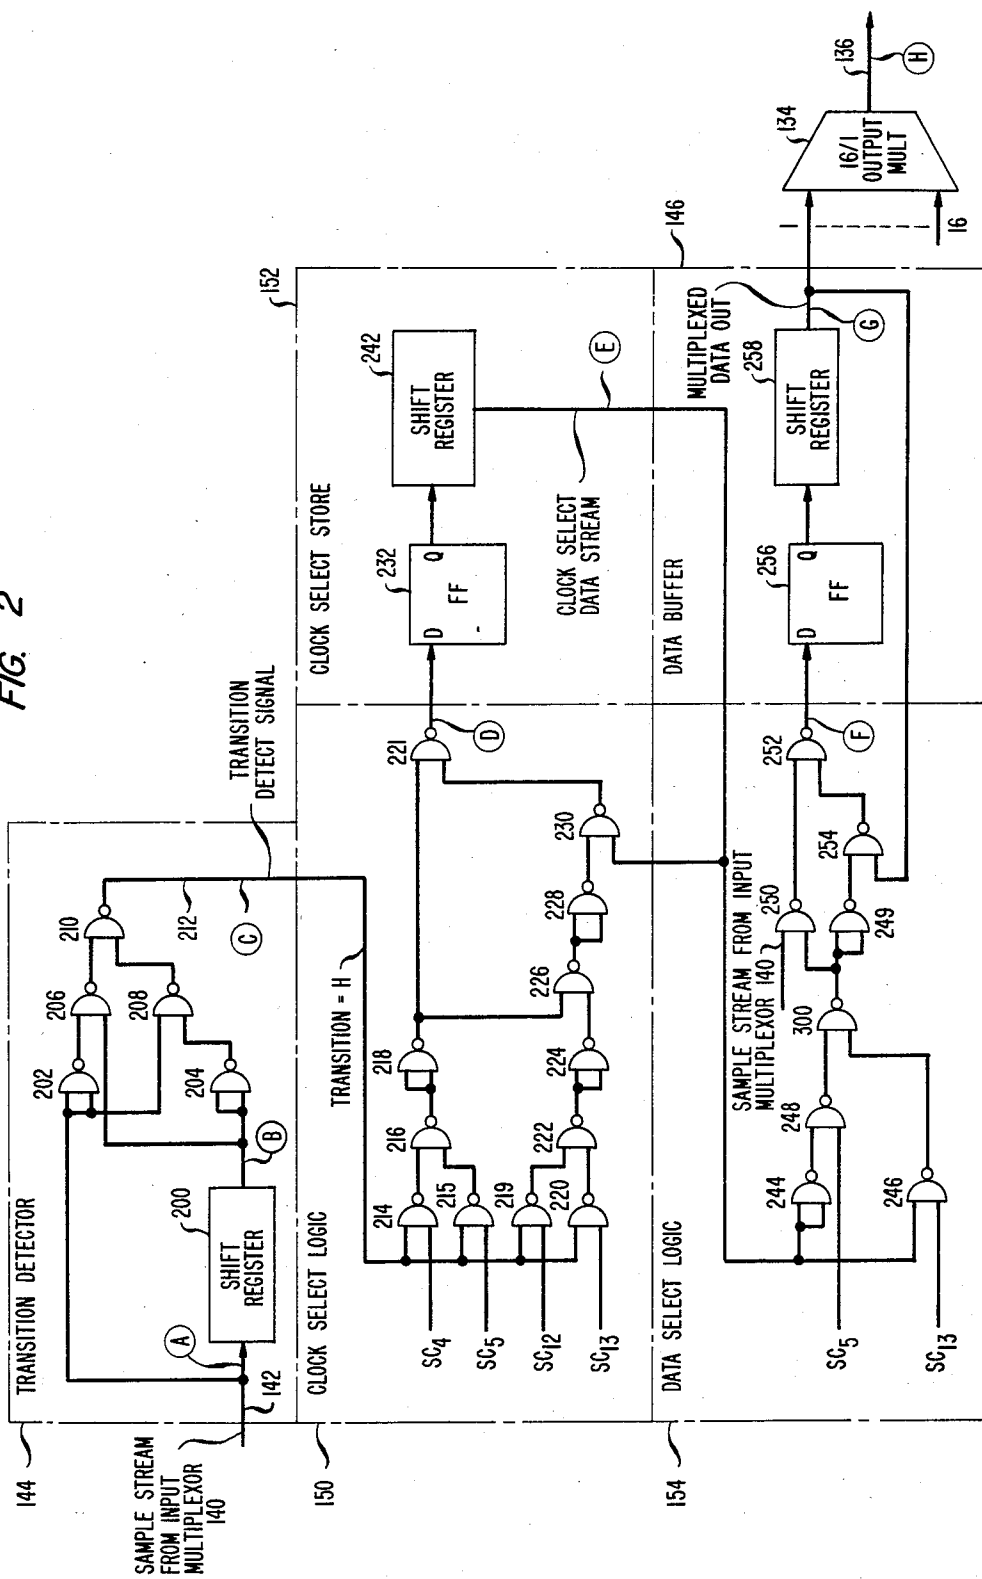 FIG. 2
144
TRANSITION DETECTOR
SAMPLE STREAM
FROM INPUT
MULTIPLEXOR
140
142
A
200
SHIFT
REGISTER
B
202
204
206
208
210
212
C
TRANSITION
DETECT SIGNAL
150
CLOCK SELECT LOGIC
TRANSITION = H
SC4
SC5
SC12
SC13
214
215
219
220
216
222
218
224
226
228
230
221
D
152
CLOCK SELECT STORE
232
D
Q
FF
242
SHIFT
REGISTER
E
CLOCK SELECT
DATA STREAM
154
DATA SELECT LOGIC
SC5
SC13
244
246
248
300
SAMPLE STREAM FROM INPUT
MULTIPLEXOR 140
250
249
254
252
F
146
DATA BUFFER
256
D
Q
FF
258
SHIFT
REGISTER
G
MULTIPLEXED
DATA OUT
1
16
134
16/1
OUTPUT
MULT
136
H